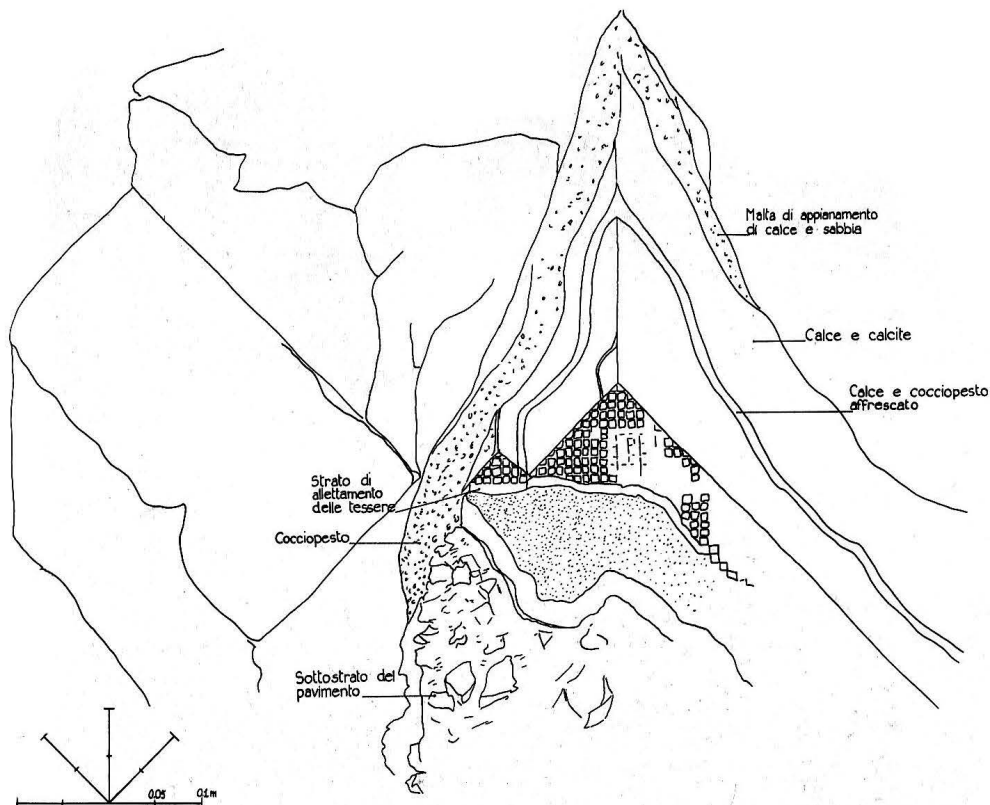 Malta di appianamento
di calce e sabbia
Calce e calcite
Calce e cocciopesto
affrescato
Strato di
allettamento
delle tessere
Cocciopesto
Sottostrato del
pavimento
0.05 0.1m